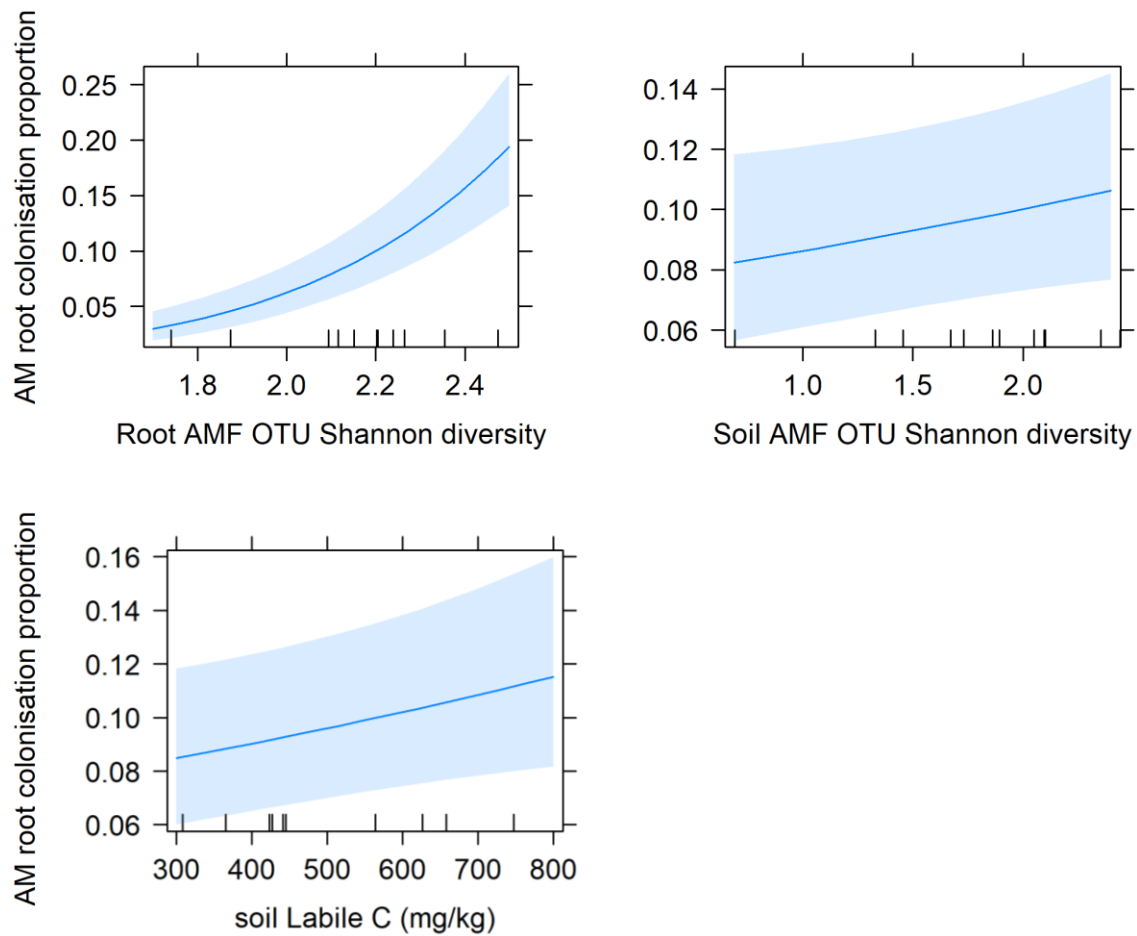 AM root colonisation proportion
0.25
0.20
0.15
0.10
0.05
1.8 2.0 2.2 2.4
Root AMF OTU Shannon diversity
0.14
0.12
0.10
0.08
0.06
1.0 1.5 2.0
Soil AMF OTU Shannon diversity
AM root colonisation proportion
0.16
0.14
0.12
0.10
0.08
0.06
300 400 500 600 700 800
soil Labile C (mg/kg)